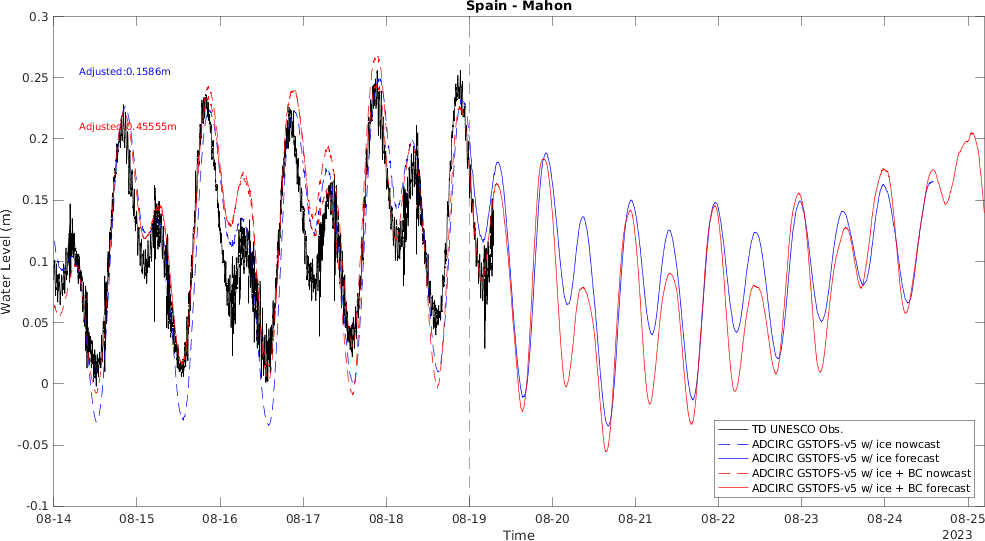 Spain - Mahon
0.3
0.25
0.2
0.15
0.1
0.05
0
-0.05
-0.1
Water Level (m)
Adjusted:0.1586m
Adjusted:0.45555m
TD UNESCO Obs.
ADCIRC GSTOFS-v5 w/ ice nowcast
ADCIRC GSTOFS-v5 w/ ice forecast
ADCIRC GSTOFS-v5 w/ ice + BC nowcast
ADCIRC GSTOFS-v5 w/ ice + BC forecast
08-14 08-15 08-16 08-17 08-18 08-19 08-20 08-21 08-22 08-23 08-24 08-25
Time
2023